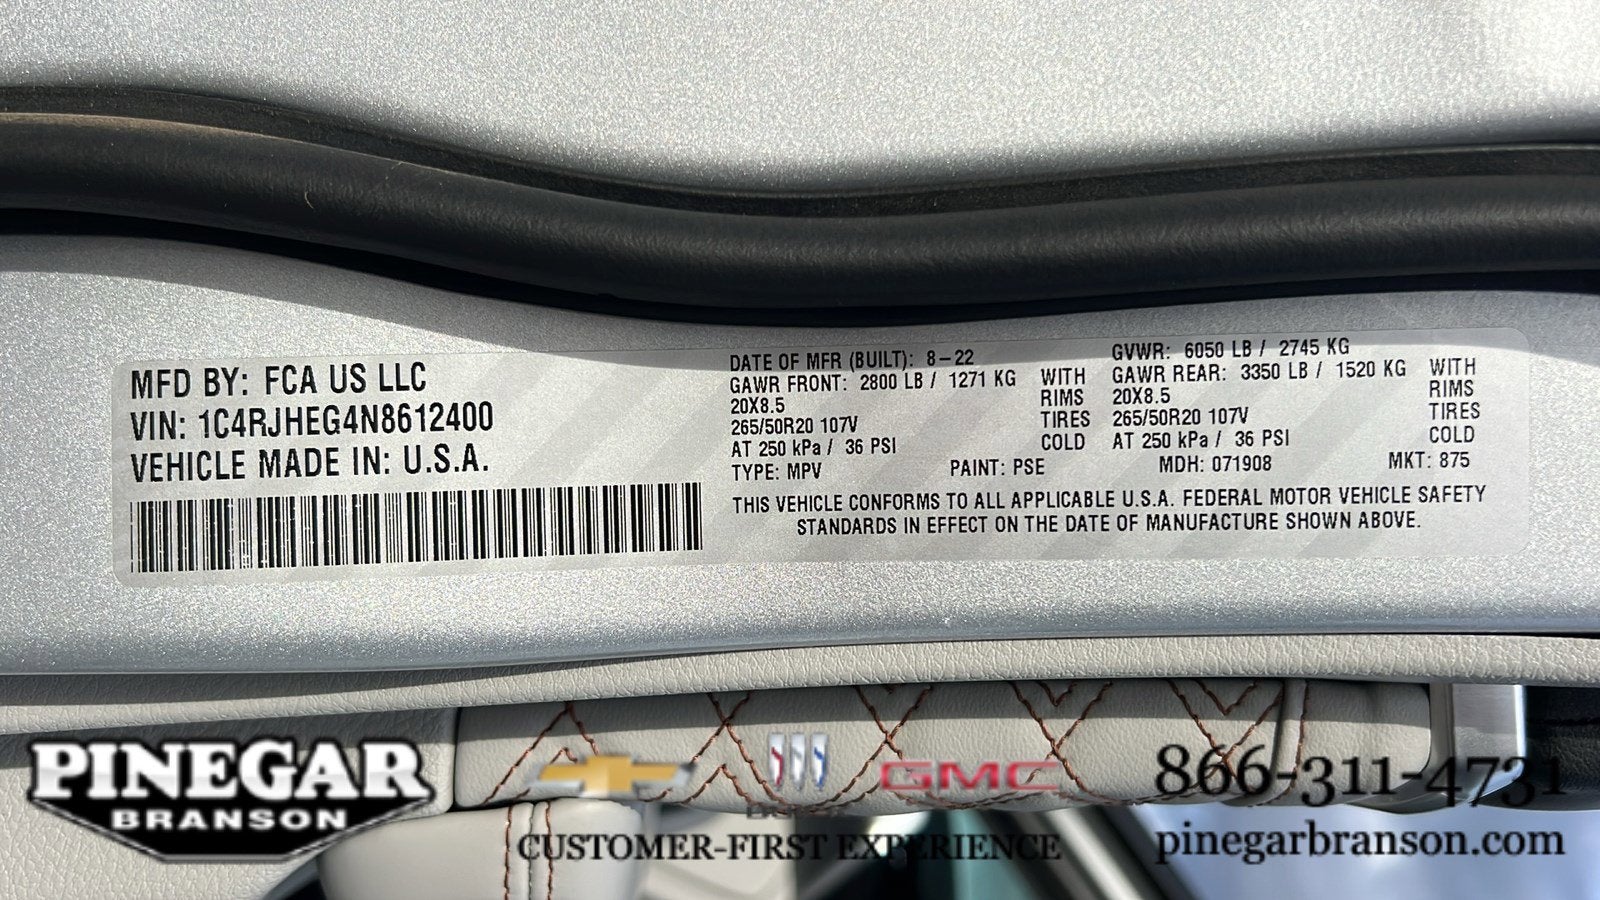 MFD BY: FCA US LLC
VIN: 1C4RJHEG4N8612400
VEHICLE MADE IN: U.S.A.
DATE OF MFR (BUILT): 8-22
GAWR FRONT: 2800 LB / 1271 KG WITH
20X8.5 RIMS
265/50R20 107V TIRES
AT 250 kPa / 36 PSI COLD
GVWR: 6050 LB / 2745 KG
GAWR REAR: 3350 LB / 1520 KG WITH
20X8.5 RIMS
265/50R20 107V TIRES
AT 250 kPa / 36 PSI COLD
TYPE: MPV PAINT: PSE MDH: 071908 MKT: 875
THIS VEHICLE CONFORMS TO ALL APPLICABLE U.S.A. FEDERAL MOTOR VEHICLE SAFETY
STANDARDS IN EFFECT ON THE DATE OF MANUFACTURE SHOWN ABOVE.
PINEGAR
BRANSON
GMC
CUSTOMER-FIRST EXPERIENCE
866-311-4731
pinegarbranson.com